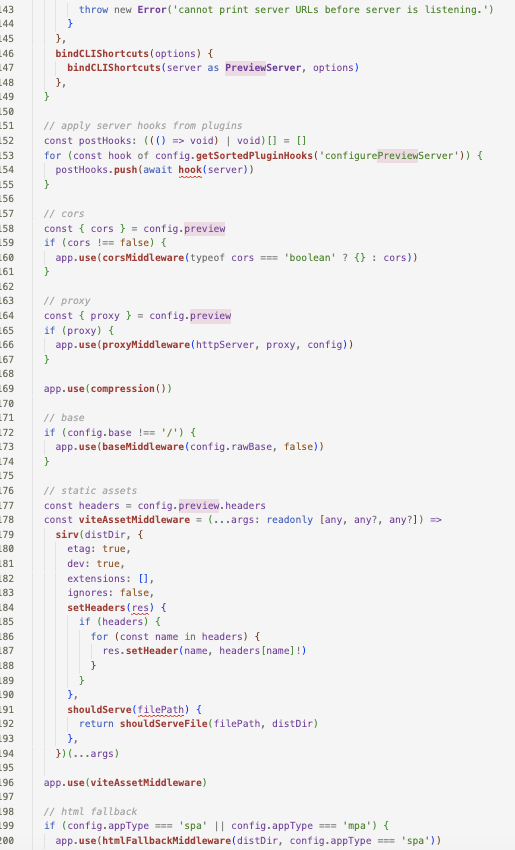 143 throw new Error('cannot print server URLs before server is listening.')
144 }
145 },
146 bindCLIShortcuts(options) {
147 bindCLIShortcuts(server as PreviewServer, options)
148 },
149 }
150
151 // apply server hooks from plugins
152 const postHooks: ((() => void) | void)[] = []
153 for (const hook of config.getSortedPluginHooks('configurePreviewServer')) {
154 postHooks.push(await hook(server))
155 }
156
157 // cors
158 const { cors } = config.preview
159 if (cors !== false) {
160 app.use(corsMiddleware(typeof cors === 'boolean' ? {} : cors))
161 }
162
163 // proxy
164 const { proxy } = config.preview
165 if (proxy) {
166 app.use(proxyMiddleware(httpServer, proxy, config))
167 }
168
169 app.use(compression())
170
171 // base
172 if (config.base !== '/') {
173 app.use(baseMiddleware(config.rawBase, false))
174 }
175
176 // static assets
177 const headers = config.preview.headers
178 const viteAssetMiddleware = (...args: readonly [any, any?, any?]) =>
179 sirv(distDir, {
180 etag: true,
181 dev: true,
182 extensions: [],
183 ignores: false,
184 setHeaders(res) {
185 if (headers) {
186 for (const name in headers) {
187 res.setHeader(name, headers[name]!)
188 }
189 }
190 },
191 shouldServe(filePath) {
192 return shouldServeFile(filePath, distDir)
193 },
194 })(...args)
195
196 app.use(viteAssetMiddleware)
197
198 // html fallback
199 if (config.appType === 'spa' || config.appType === 'mpa') {
200 app.use(htmlFallbackMiddleware(distDir, config.appType === 'spa'))